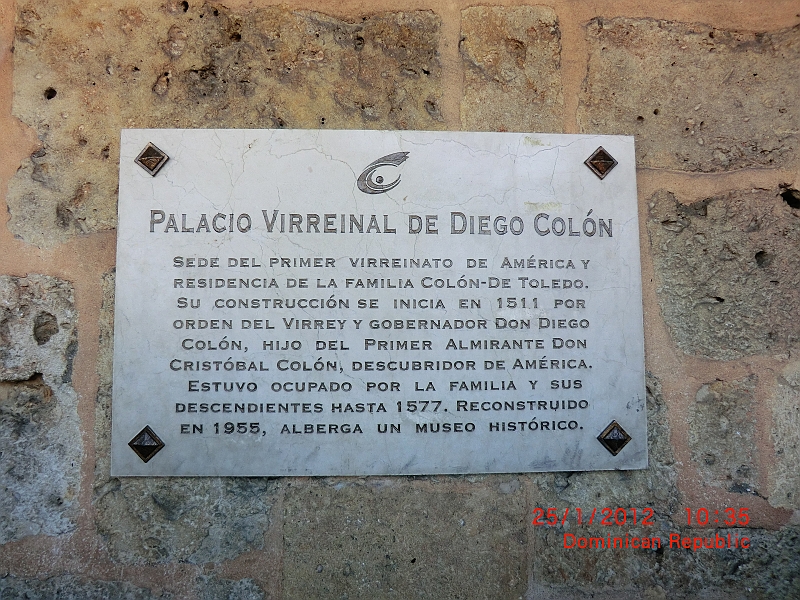 PALACIO VIRREINAL DE DIEGO COLÓN
SEDE DEL PRIMER VIRREINATO DE AMÉRICA Y
RESIDENCIA DE LA FAMILIA COLÓN-DE TOLEDO.
SU CONSTRUCCIÓN SE INICIA EN 1511 POR
ORDEN DEL VIRREY Y GOBERNADOR DON DIEGO
COLÓN, HIJO DEL PRIMER ALMIRANTE DON
CRISTÓBAL COLÓN, DESCUBRIDOR DE AMÉRICA.
ESTUVO OCUPADO POR LA FAMILIA Y SUS
DESCENDIENTES HASTA 1577. RECONSTRUIDO
EN 1955, ALBERGA UN MUSEO HISTÓRICO.
25/1/2012 10:35
Dominican Republic